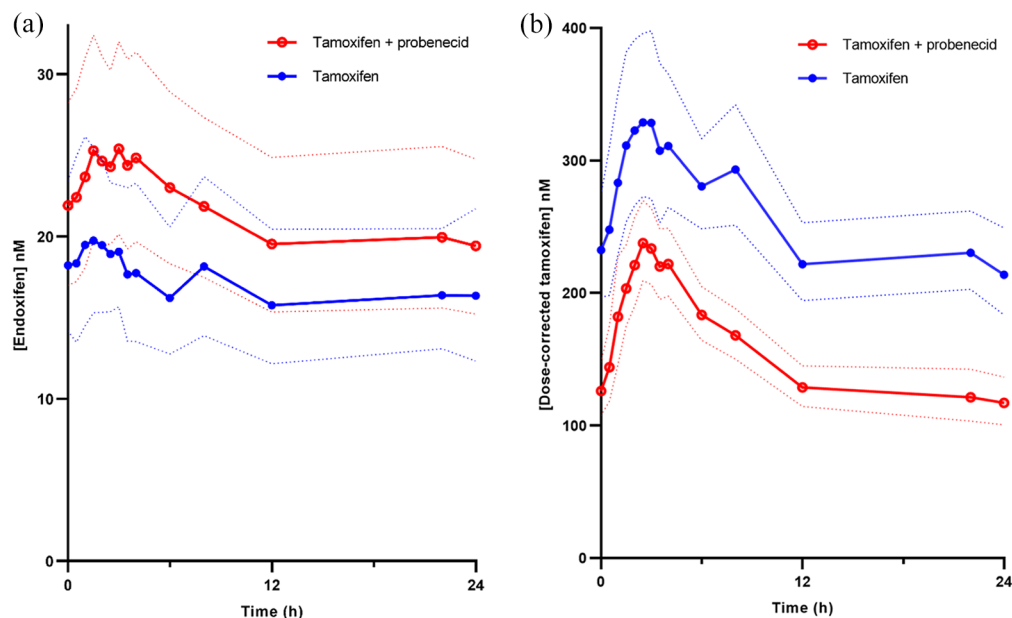 (a)
Tamoxifen + probenecid
Tamoxifen
[Endoxifen] nM
30
20
10
0
0
12
24
Time (h)
(b)
Tamoxifen + probenecid
Tamoxifen
[Dose-corrected tamoxifen] nM
400
300
200
100
0
0
12
24
Time (h)